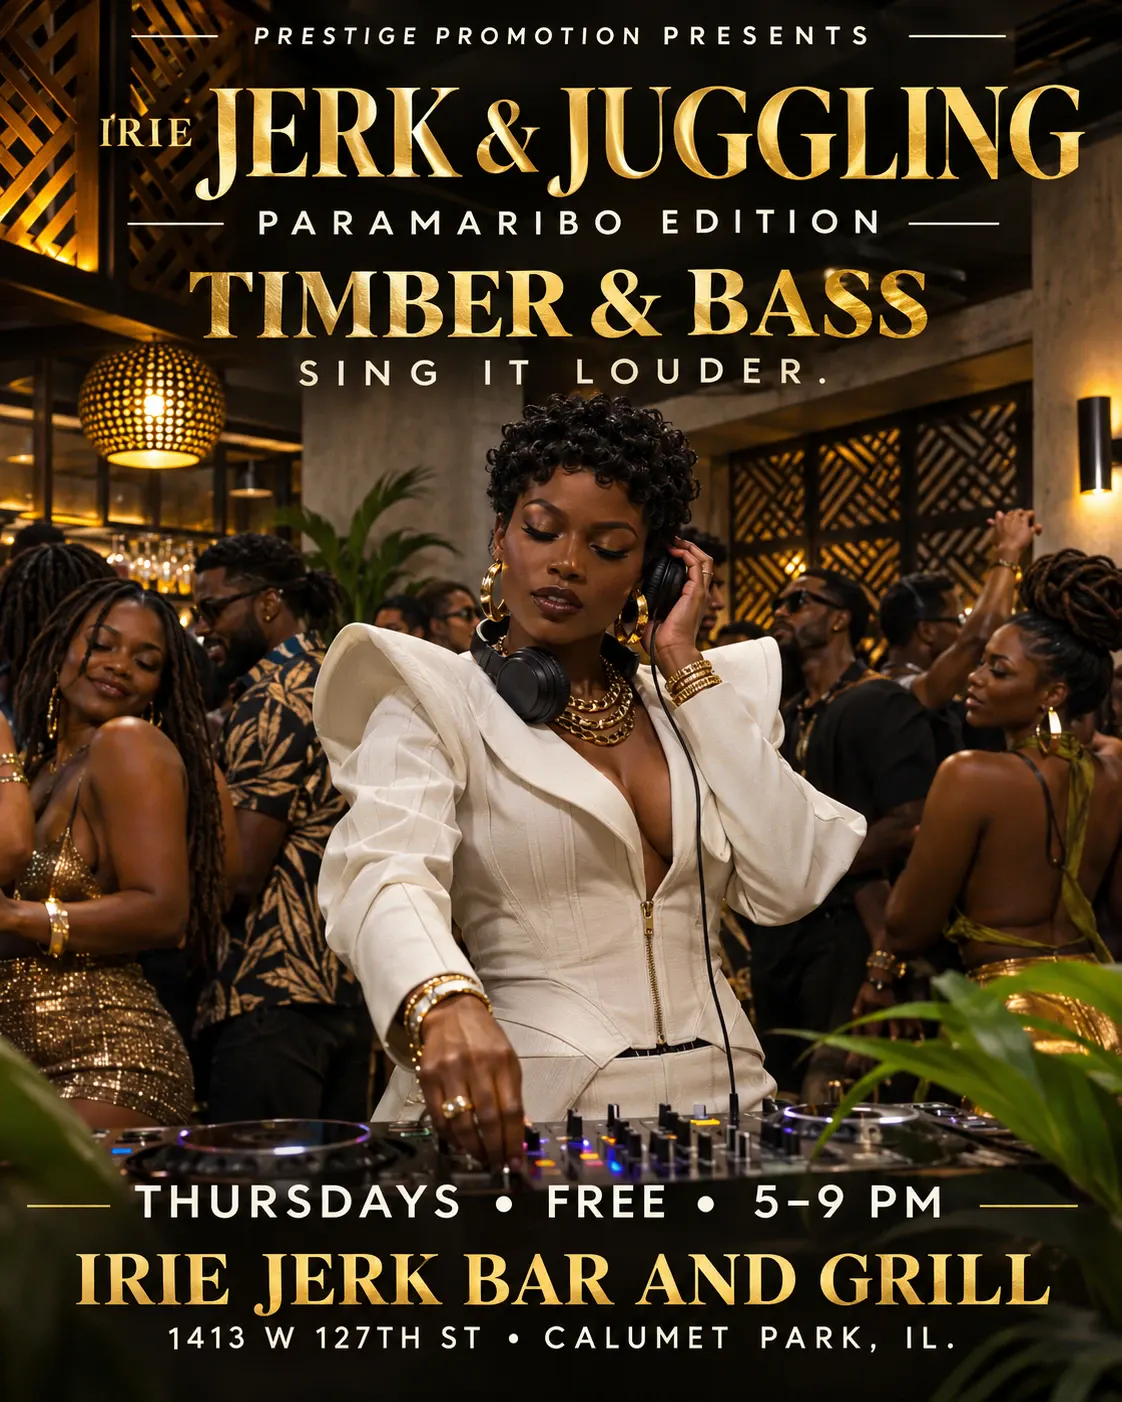 PRESTIGE PROMOTION PRESENTS
IRIE JERK & JUGGLING
PARAMARIBO EDITION
TIMBER & BASS
SING IT LOUDER.
THURSDAYS • FREE • 5–9 PM
IRIE JERK BAR AND GRILL
1413 W 127TH ST • CALUMET PARK, IL.